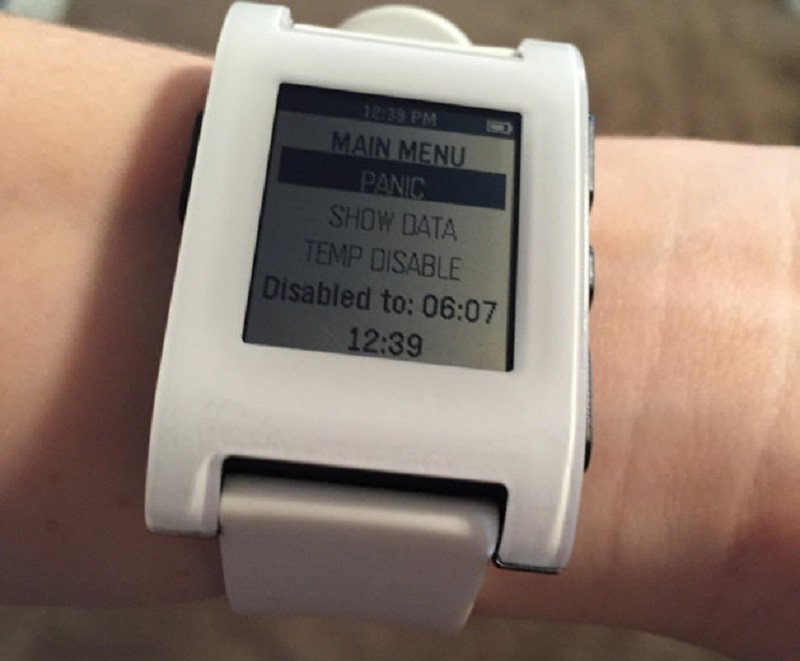 12:39 PM
MAIN MENU
PANIC
SHOW DATA
TEMP DISABLE
Disabled to: 06:07
12:39